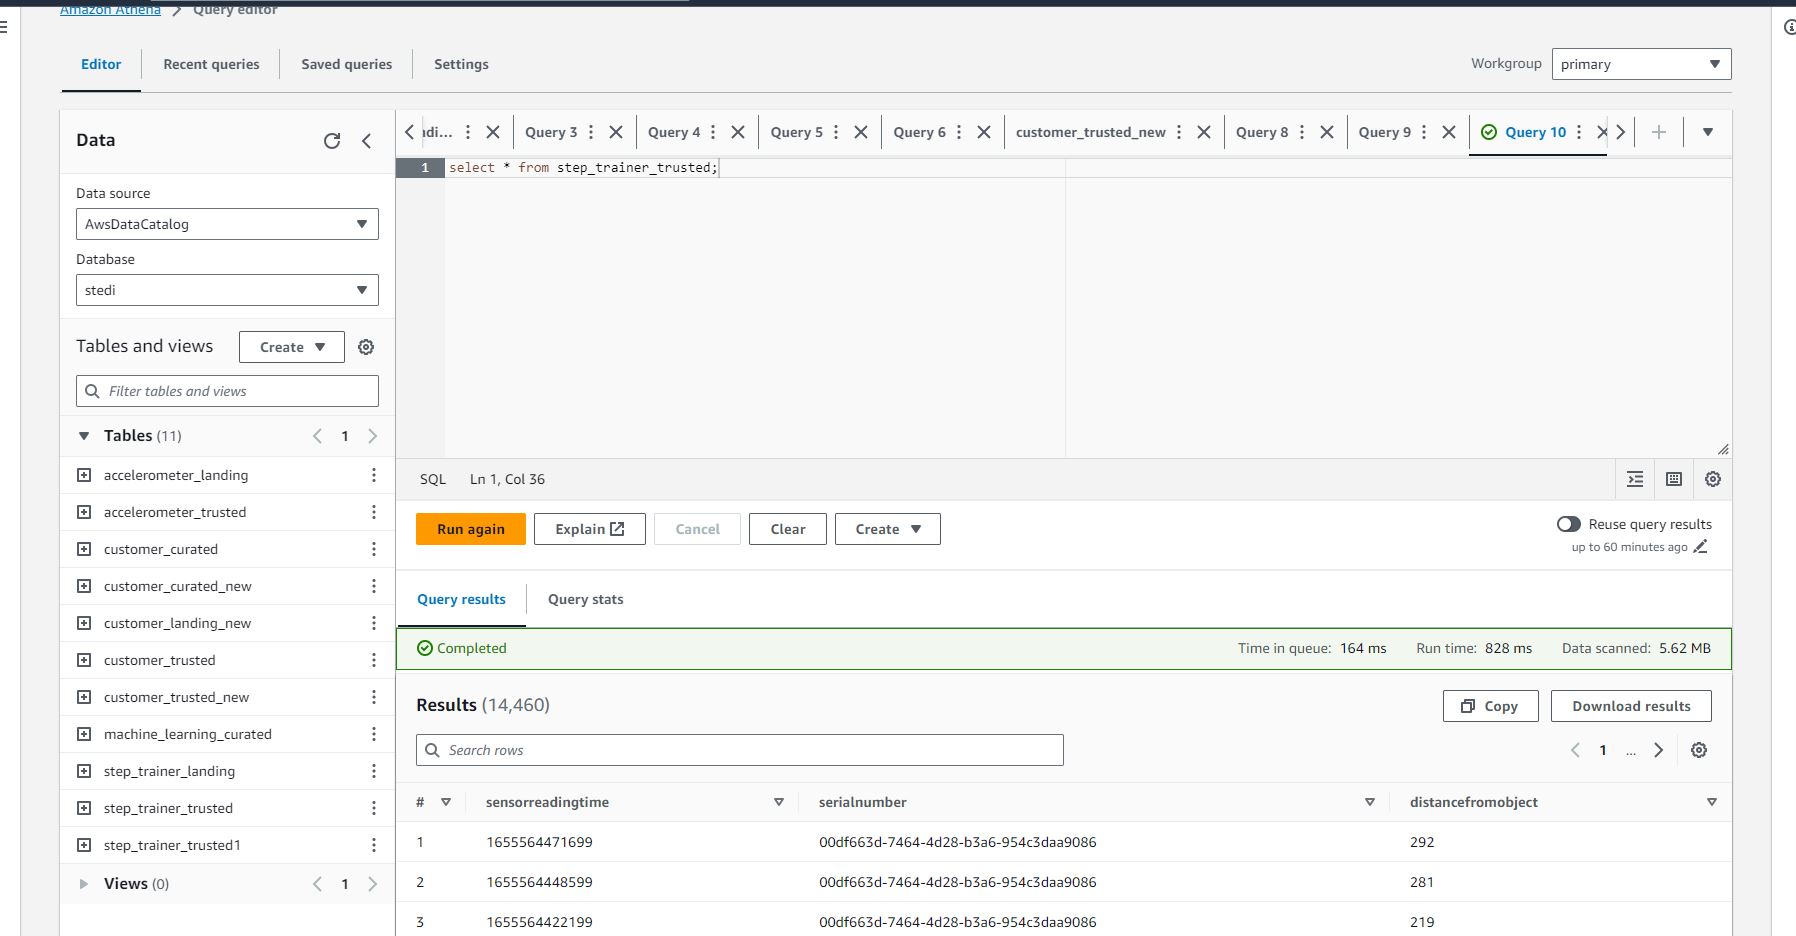 Amazon Athena > Query editor
Editor Recent queries Saved queries Settings
Workgroup primary
Data
Data source
AwsDataCatalog
Database
stedi
Tables and views Create
Filter tables and views
Tables (11) 1
accelerometer_landing
accelerometer_trusted
customer_curated
customer_curated_new
customer_landing_new
customer_trusted
customer_trusted_new
machine_learning_curated
step_trainer_landing
step_trainer_trusted
step_trainer_trusted1
Views (0) 1
ndi... Query 3 Query 4 Query 5 Query 6 customer_trusted_new Query 8 Query 9 Query 10
1 select * from step_trainer_trusted;
SQL Ln 1, Col 36
Run again Explain Cancel Clear Create
Reuse query results
up to 60 minutes ago
Query results Query stats
Completed Time in queue: 164 ms Run time: 828 ms Data scanned: 5.62 MB
Results (14,460) Copy Download results
Search rows 1 ...
# sensorreadingtime serialnumber distancefromobject
1 1655564471699 00df663d-7464-4d28-b3a6-954c3daa9086 292
2 1655564448599 00df663d-7464-4d28-b3a6-954c3daa9086 281
3 1655564422199 00df663d-7464-4d28-b3a6-954c3daa9086 219